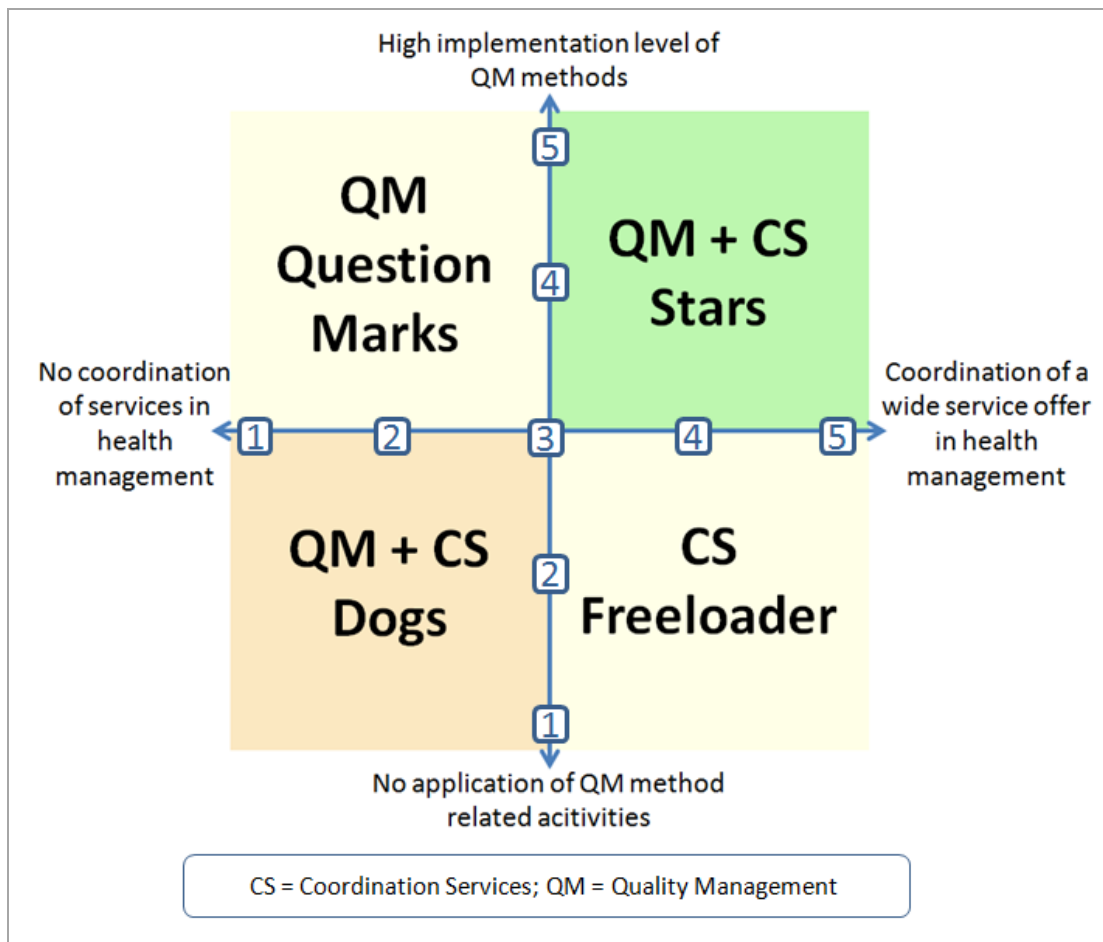 High implementation level of
QM methods
5
QM
Question
Marks
QM + CS
Stars
4
No coordination
of services in
health
management
Coordination of a
wide service offer
in health
management
1
2
3
4
5
QM + CS
Dogs
CS
Freeloader
2
1
No application of QM method
related acitivities
CS = Coordination Services; QM = Quality Management